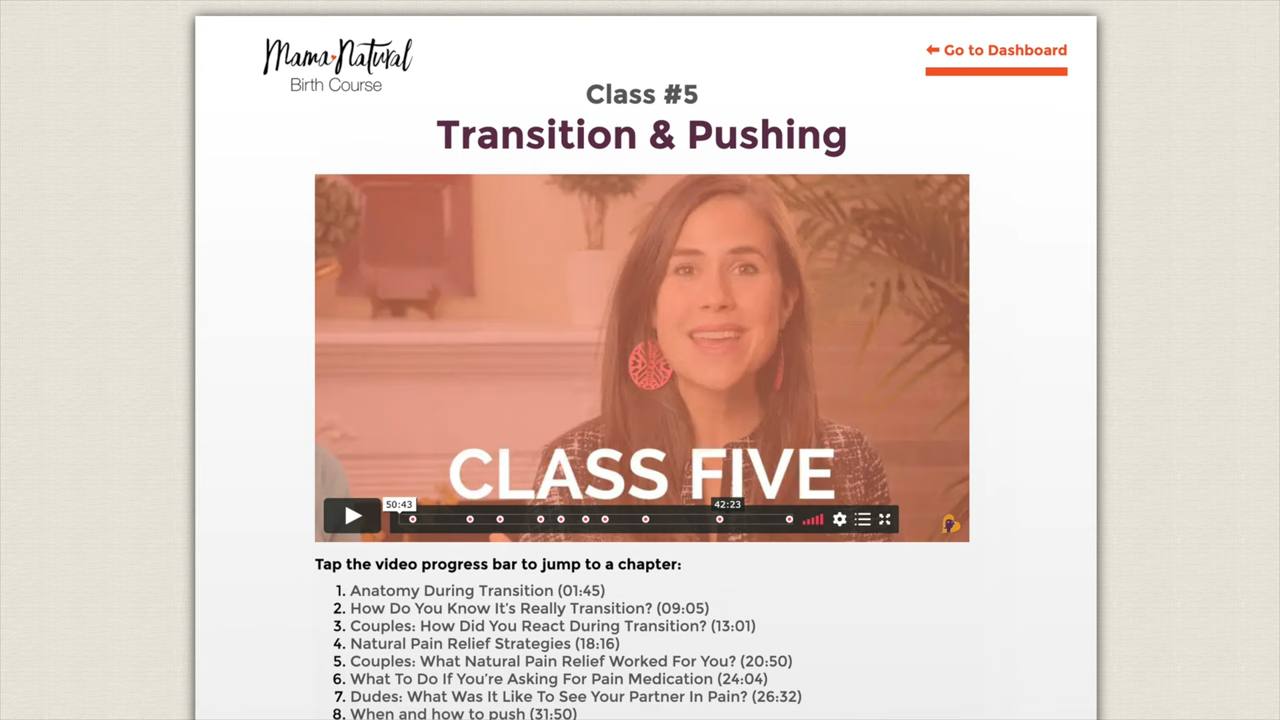 Mama Natural
Birth Course
Go to Dashboard
Class #5
Transition & Pushing
CLASS FIVE
50:43
42:23
Tap the video progress bar to jump to a chapter:
1. Anatomy During Transition (01:45)
2. How Do You Know It's Really Transition? (09:05)
3. Couples: How Did You React During Transition? (13:01)
4. Natural Pain Relief Strategies (18:16)
5. Couples: What Natural Pain Relief Worked For You? (20:50)
6. What To Do If You're Asking For Pain Medication (24:04)
7. Dudes: What Was It Like To See Your Partner In Pain? (26:32)
8. When and how to push (31:50)